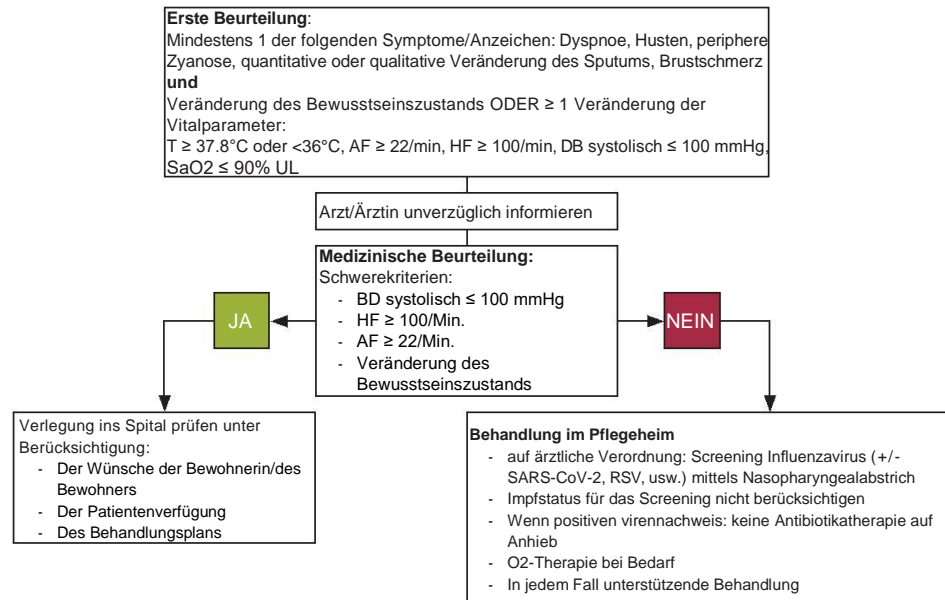 Erste Beurteilung:
Mindestens 1 der folgenden Symptome/Anzeichen: Dyspnoe, Husten, periphere
Zyanose, quantitative oder qualitative Veränderung des Sputums, Brustschmerz
und
Veränderung des Bewusstseinszustands ODER ≥ 1 Veränderung der
Vitalparameter:
T ≥ 37.8°C oder <36°C, AF ≥ 22/min, HF ≥ 100/min, DB systolisch ≤ 100 mmHg,
SaO2 ≤ 90% UL
Arzt/Ärztin unverzüglich informieren
Medizinische Beurteilung:
Schwerekriterien:
- BD systolisch ≤ 100 mmHg
- HF ≥ 100/Min.
- AF ≥ 22/Min.
- Veränderung des
Bewusstseinszustands
JA
NEIN
Verlegung ins Spital prüfen unter
Berücksichtigung:
- Der Wünsche der Bewohnerin/des
Bewohners
- Der Patientenverfügung
- Des Behandlungsplans
Behandlung im Pflegeheim
- auf ärztliche Verordnung: Screening Influenzavirus (+/-
SARS-CoV-2, RSV, usw.) mittels Nasopharyngealabstrich
- Impfstatus für das Screening nicht berücksichtigen
- Wenn positiven virennachweis: keine Antibiotikatherapie auf
Anhieb
- O2-Therapie bei Bedarf
- In jedem Fall unterstützende Behandlung